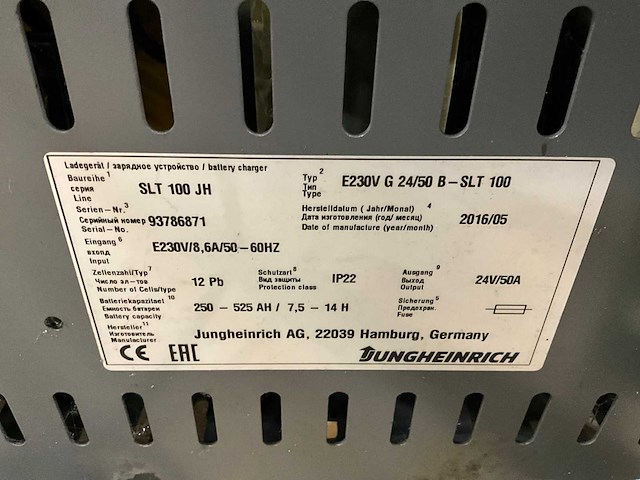 Ladegerät / зарядное устройство / battery charger
Baureihe 1
серия
Line
SLT 100 JH
Typ 2
Тип
Type
E230V G 24/50 B-SLT 100
Serien-Nr. 3
Серийный номер
Serial-No.
93786871
Herstelldatum ( Jahr/Monat) 4
Дата изготовления (год/ месяц)
Date of manufacture (year/month)
2016/05
Eingang 6
вход
Input
E230V/8,6A/50-60HZ
Zellenzahl/Typ 7
Число эл-тов
Number of Cells/type
12 Pb
Schutzart 8
Вид защиты
Protection class
IP22
Ausgang 9
Выход
Output
24V/50A
Batteriekapazität 10
Емкость батареи
Battery capacity
250 - 525 AH / 7,5 - 14 H
Sicherung 5
Предохран.
Fuse
Hersteller 11
Изготовитель
Manufacturer
Jungheinrich AG, 22039 Hamburg, Germany
CE EAC
JUNGHEINRICH